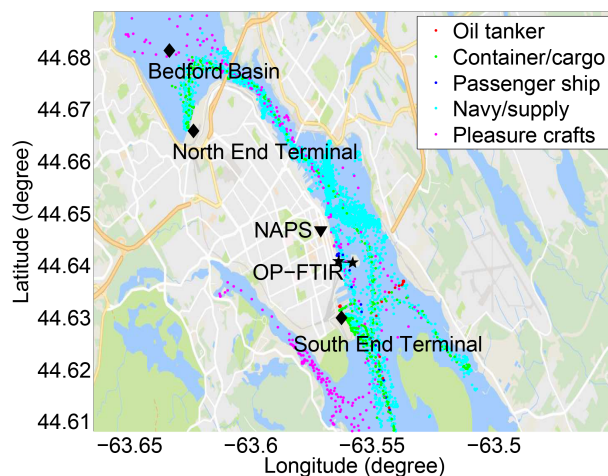 Oil tanker
Container/cargo
Passenger ship
Navy/supply
Pleasure crafts
44.68
44.67
44.66
44.65
44.64
44.63
44.62
44.61
Latitude (degree)
Bedford Basin
North End Terminal
NAPS
OP−FTIR
South End Terminal
−63.65 −63.6 −63.55 −63.5
Longitude (degree)